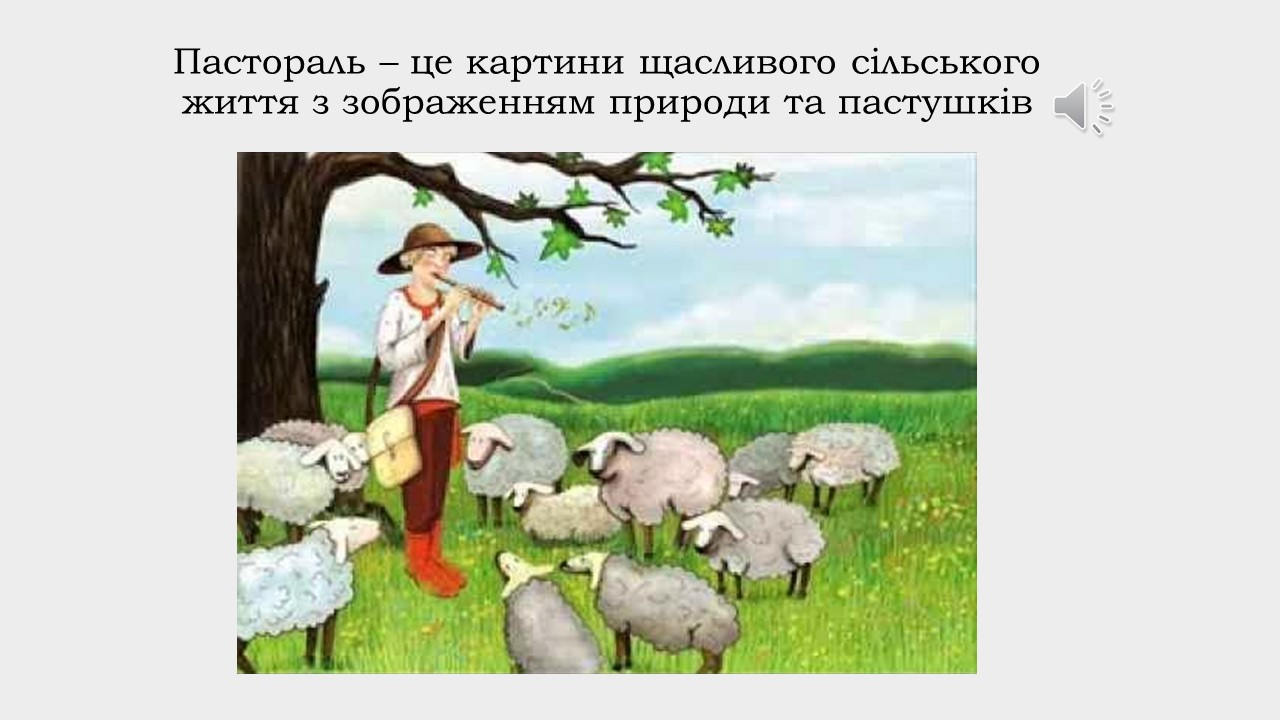 Пастораль – це картини щасливого сільського
життя з зображенням природи та пастушків